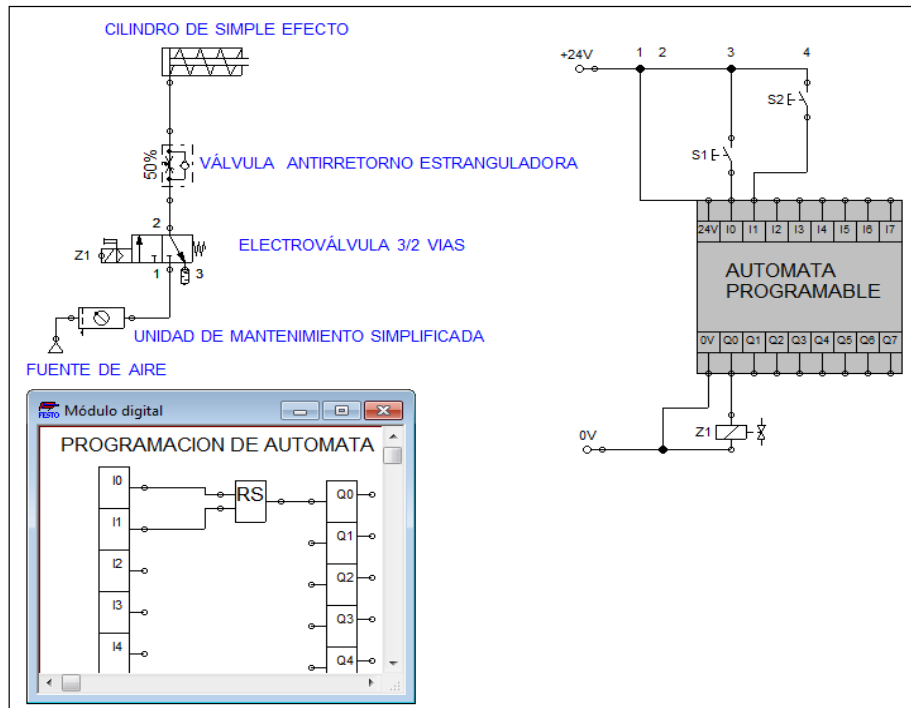 CILINDRO DE SIMPLE EFECTO
50%
VÁLVULA ANTIRRETORNO ESTRANGULADORA
2
Z1
1
3
ELECTROVÁLVULA 3/2 VIAS
UNIDAD DE MANTENIMIENTO SIMPLIFICADA
FUENTE DE AIRE
+24V
1 2 3 4
S2
S1
24V I0 I1 I2 I3 I4 I5 I6 I7
AUTOMATA
PROGRAMABLE
0V Q0 Q1 Q2 Q3 Q4 Q5 Q6 Q7
Z1
0V
FESTO Módulo digital
PROGRAMACION DE AUTOMATA
I0 RS Q0
I1 Q1
I2 Q2
I3 Q3
I4 Q4